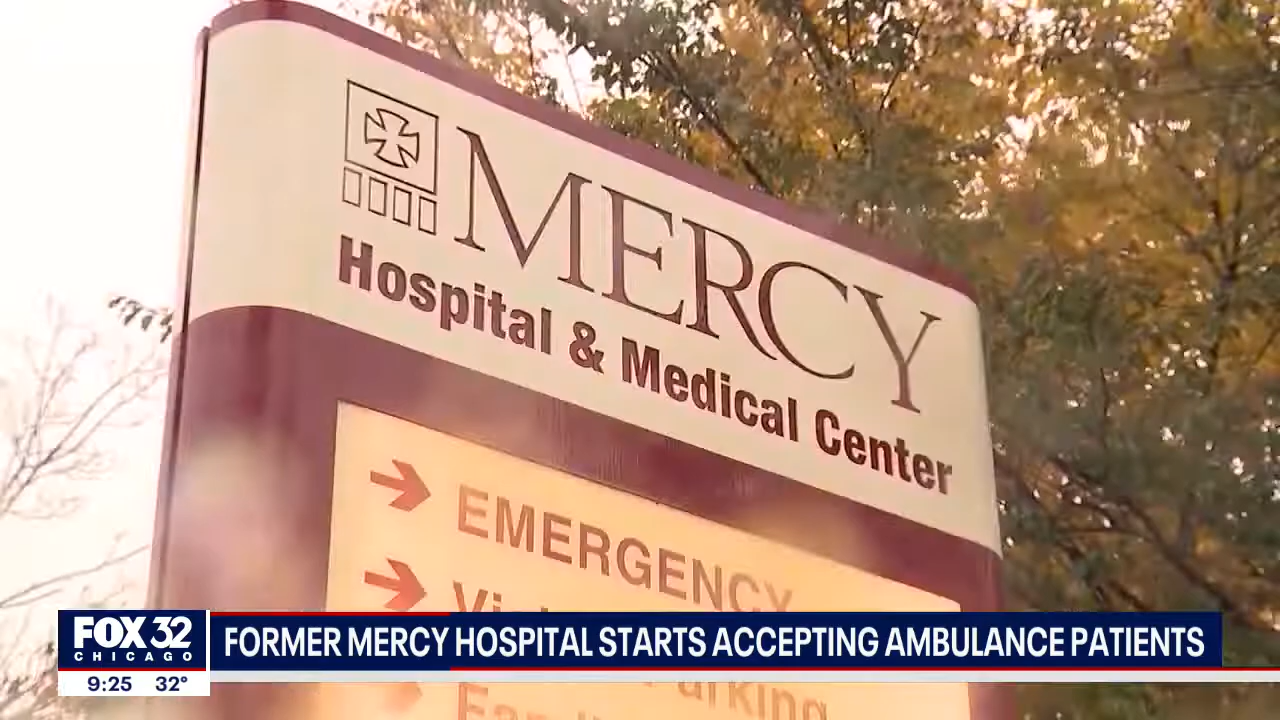 MERCY
Hospital & Medical Center
EMERGENCY
FOX 32
CHICAGO
FORMER MERCY HOSPITAL STARTS ACCEPTING AMBULANCE PATIENTS
9:25 32°